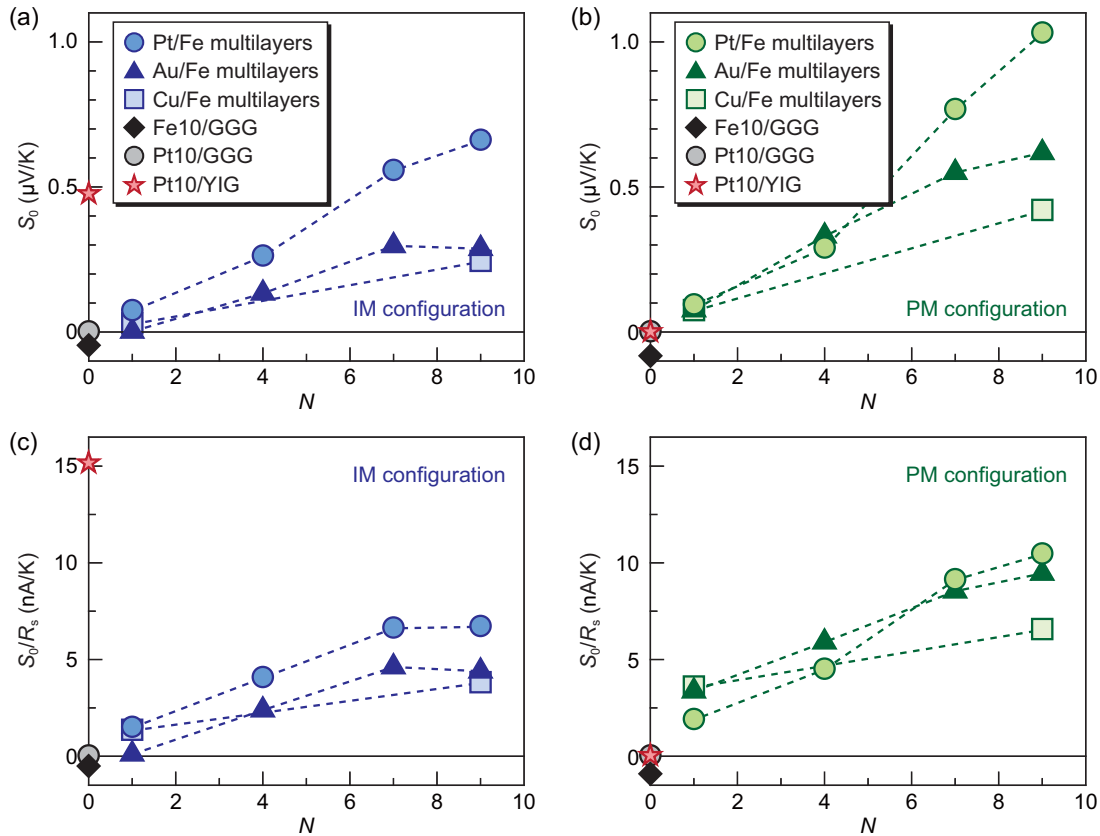 (a)
1.0
0.5
0
S₀ (μV/K)
Pt/Fe multilayers
Au/Fe multilayers
Cu/Fe multilayers
Fe10/GGG
Pt10/GGG
Pt10/YIG
IM configuration
0 2 4 6 8 10
N
(b)
1.0
0.5
0
S₀ (μV/K)
Pt/Fe multilayers
Au/Fe multilayers
Cu/Fe multilayers
Fe10/GGG
Pt10/GGG
Pt10/YIG
PM configuration
0 2 4 6 8 10
N
(c)
15
10
5
0
S₀/Rₛ (nA/K)
IM configuration
0 2 4 6 8 10
N
(d)
15
10
5
0
S₀/Rₛ (nA/K)
PM configuration
0 2 4 6 8 10
N